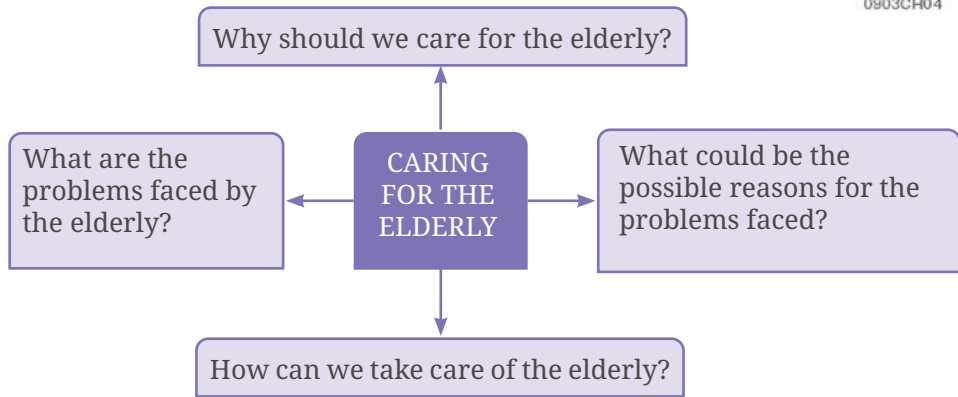 0903CH04
Why should we care for the elderly?
What are the
problems faced by
the elderly?
CARING
FOR THE
ELDERLY
What could be the
possible reasons for the
problems faced?
How can we take care of the elderly?